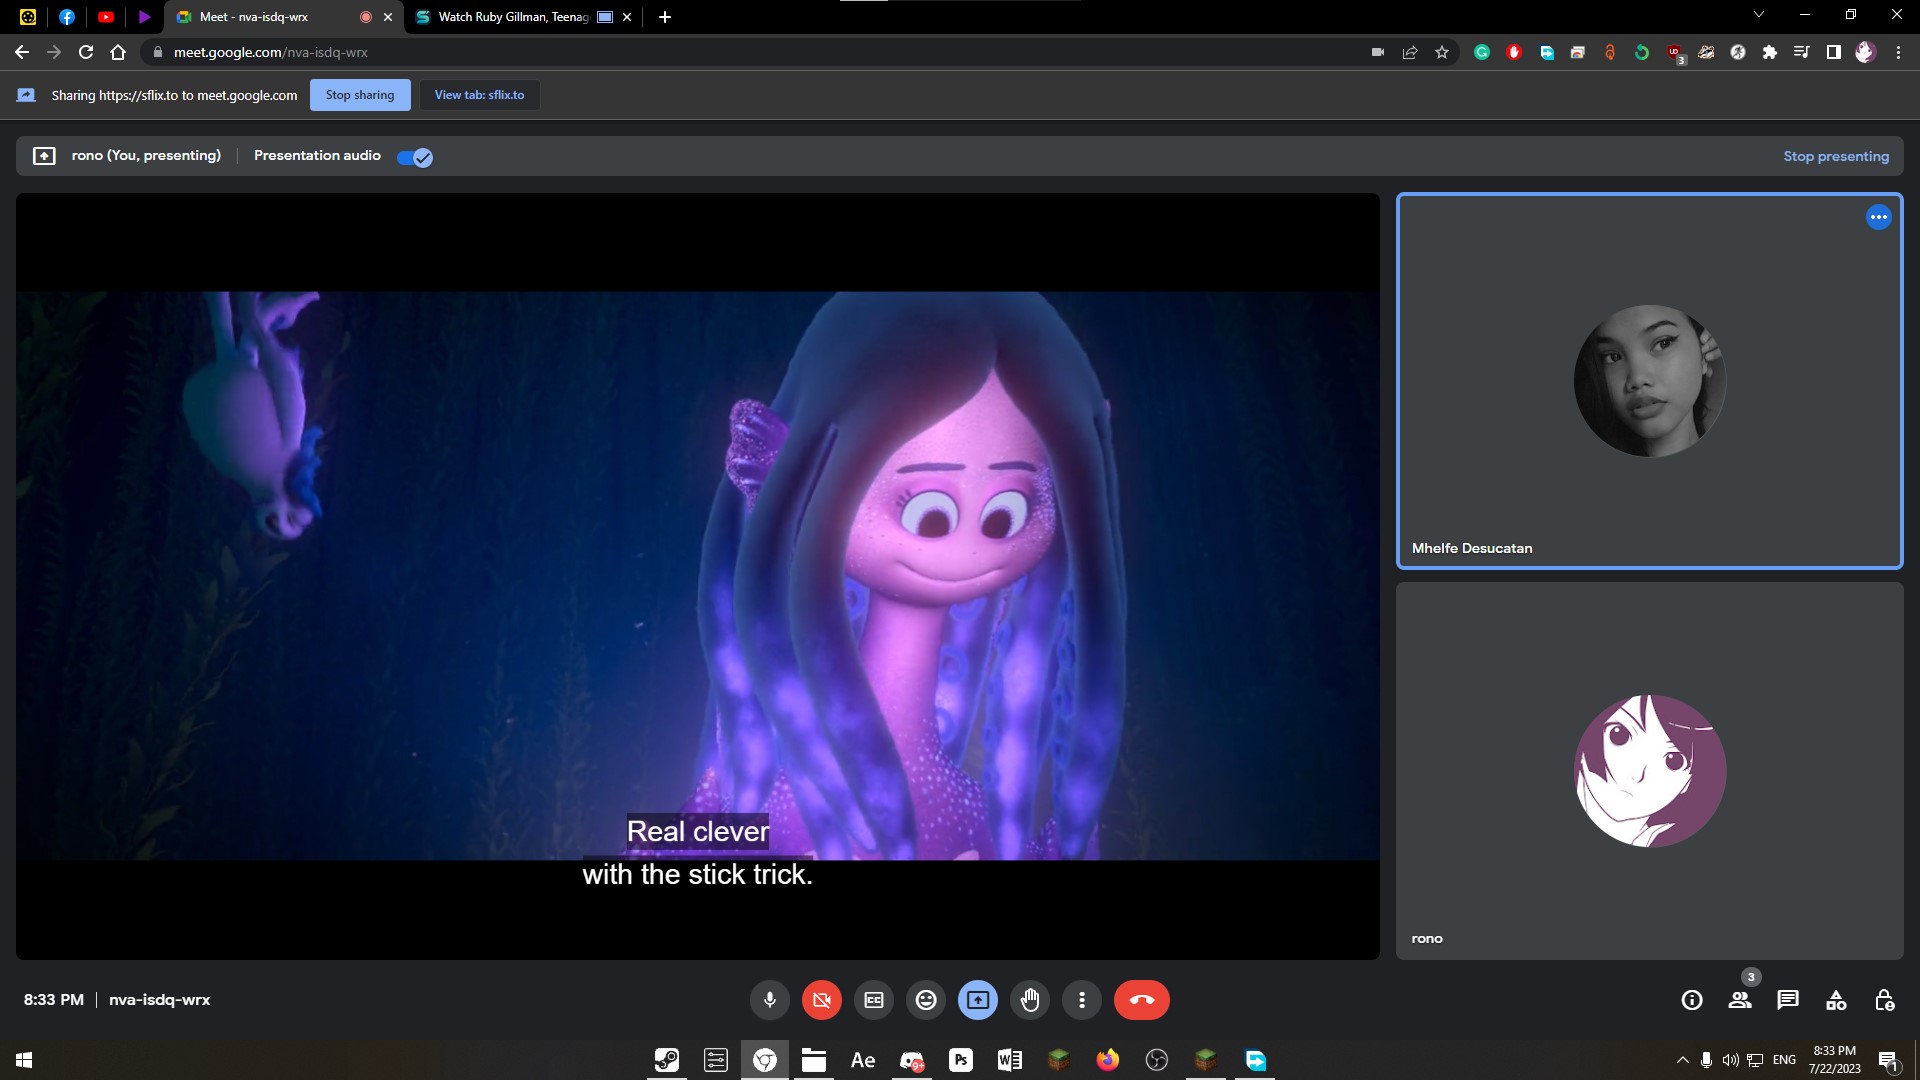 Meet - nva-isdq-wrx
Watch Ruby Gillman, Teenag
meet.google.com/nva-isdq-wrx
3
Sharing https://sflix.to to meet.google.com
Stop sharing
View tab: sflix.to
rono (You, presenting)
Presentation audio
Stop presenting
Real clever
with the stick trick.
Mhelfe Desucatan
rono
8:33 PM
nva-isdq-wrx
3
Ae
9+
Ps
ENG
8:33 PM
7/22/2023
1